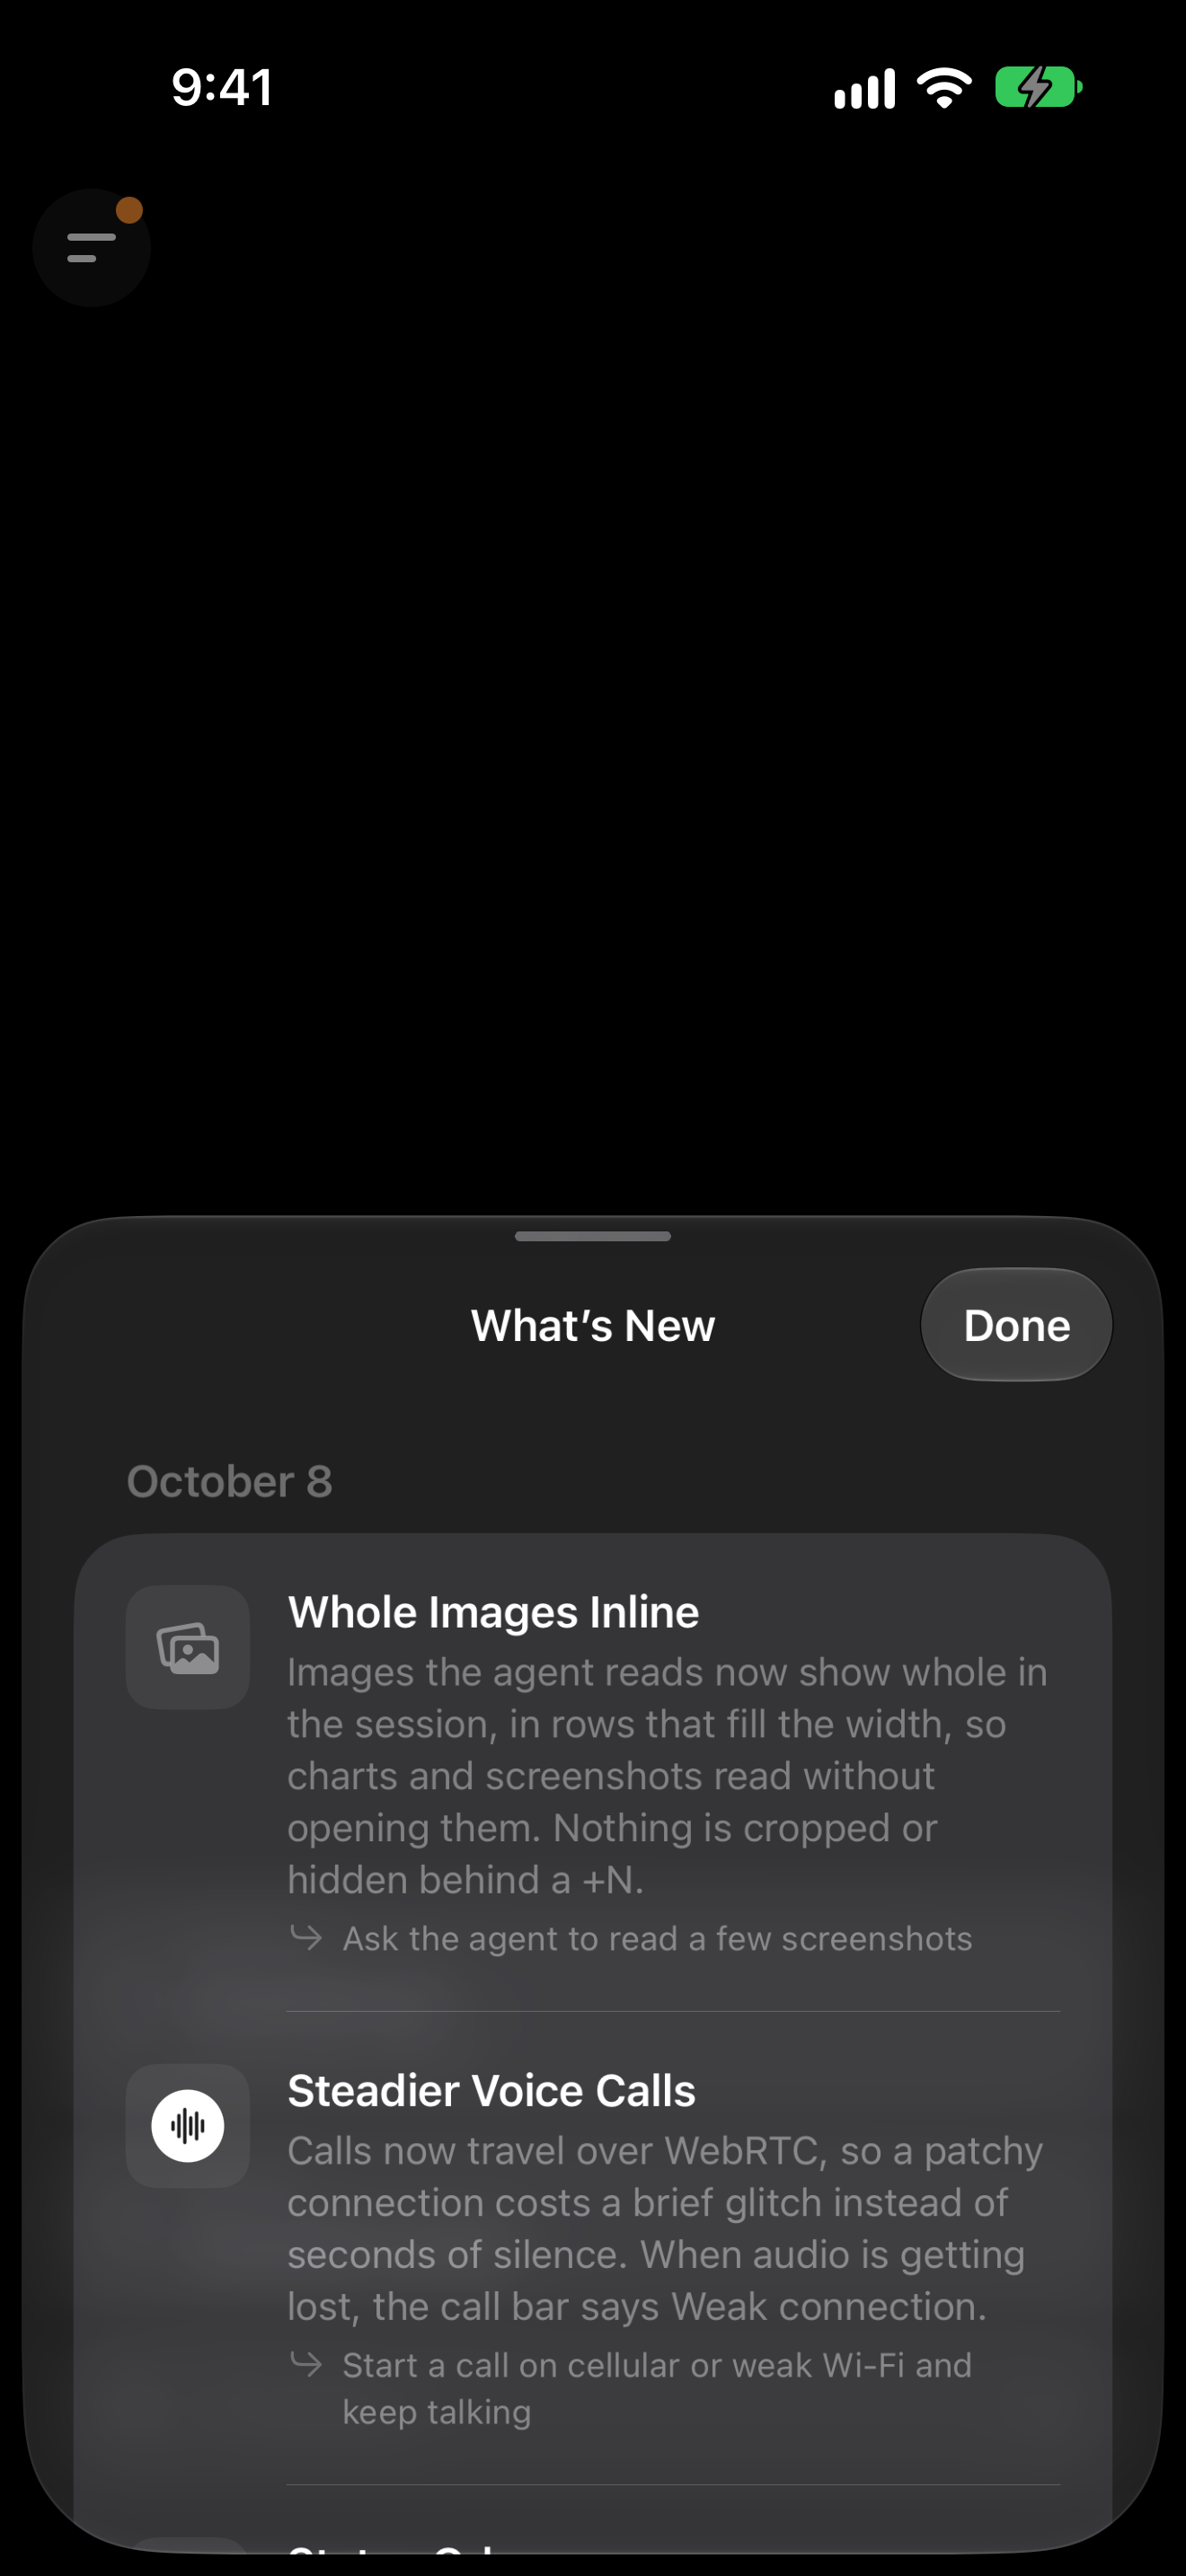 9:41
What’s New
Done
October 8
Whole Images Inline
Images the agent reads now show whole in
the session, in rows that fill the width, so
charts and screenshots read without
opening them. Nothing is cropped or
hidden behind a +N.
Ask the agent to read a few screenshots
Steadier Voice Calls
Calls now travel over WebRTC, so a patchy
connection costs a brief glitch instead of
seconds of silence. When audio is getting
lost, the call bar says Weak connection.
Start a call on cellular or weak Wi-Fi and
keep talking